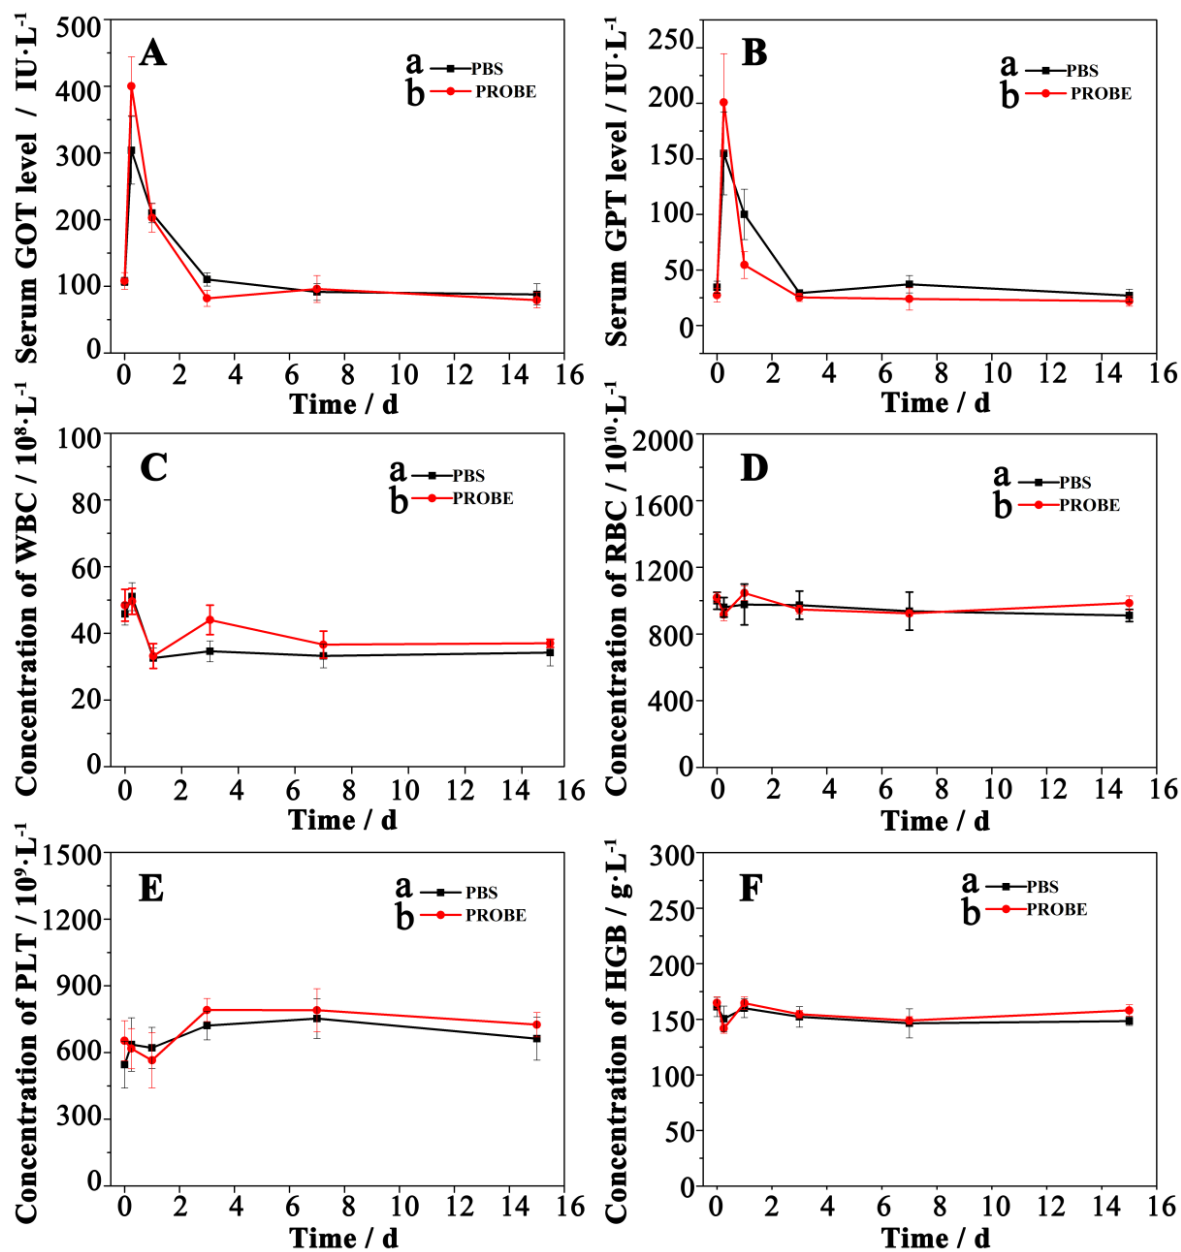 A
a PBS
b PROBE
500
400
300
200
100
0
Serum GOT level / IU·L-1
0 2 4 6 8 10 12 14 16
Time / d
B
a PBS
b PROBE
250
200
150
100
50
0
Serum GPT level / IU·L-1
0 2 4 6 8 10 12 14 16
Time / d
C
a PBS
b PROBE
100
80
60
40
20
0
Concentration of WBC / 10⁸·L-1
0 2 4 6 8 10 12 14 16
Time / d
D
a PBS
b PROBE
2000
1600
1200
800
400
0
Concentration of RBC / 10¹⁰·L-1
0 2 4 6 8 10 12 14 16
Time / d
E
a PBS
b PROBE
1500
1200
900
600
300
0
Concentration of PLT / 10⁹·L-1
0 2 4 6 8 10 12 14 16
Time / d
F
a PBS
b PROBE
300
250
200
150
100
50
0
Concentration of HGB / g·L-1
0 2 4 6 8 10 12 14 16
Time / d